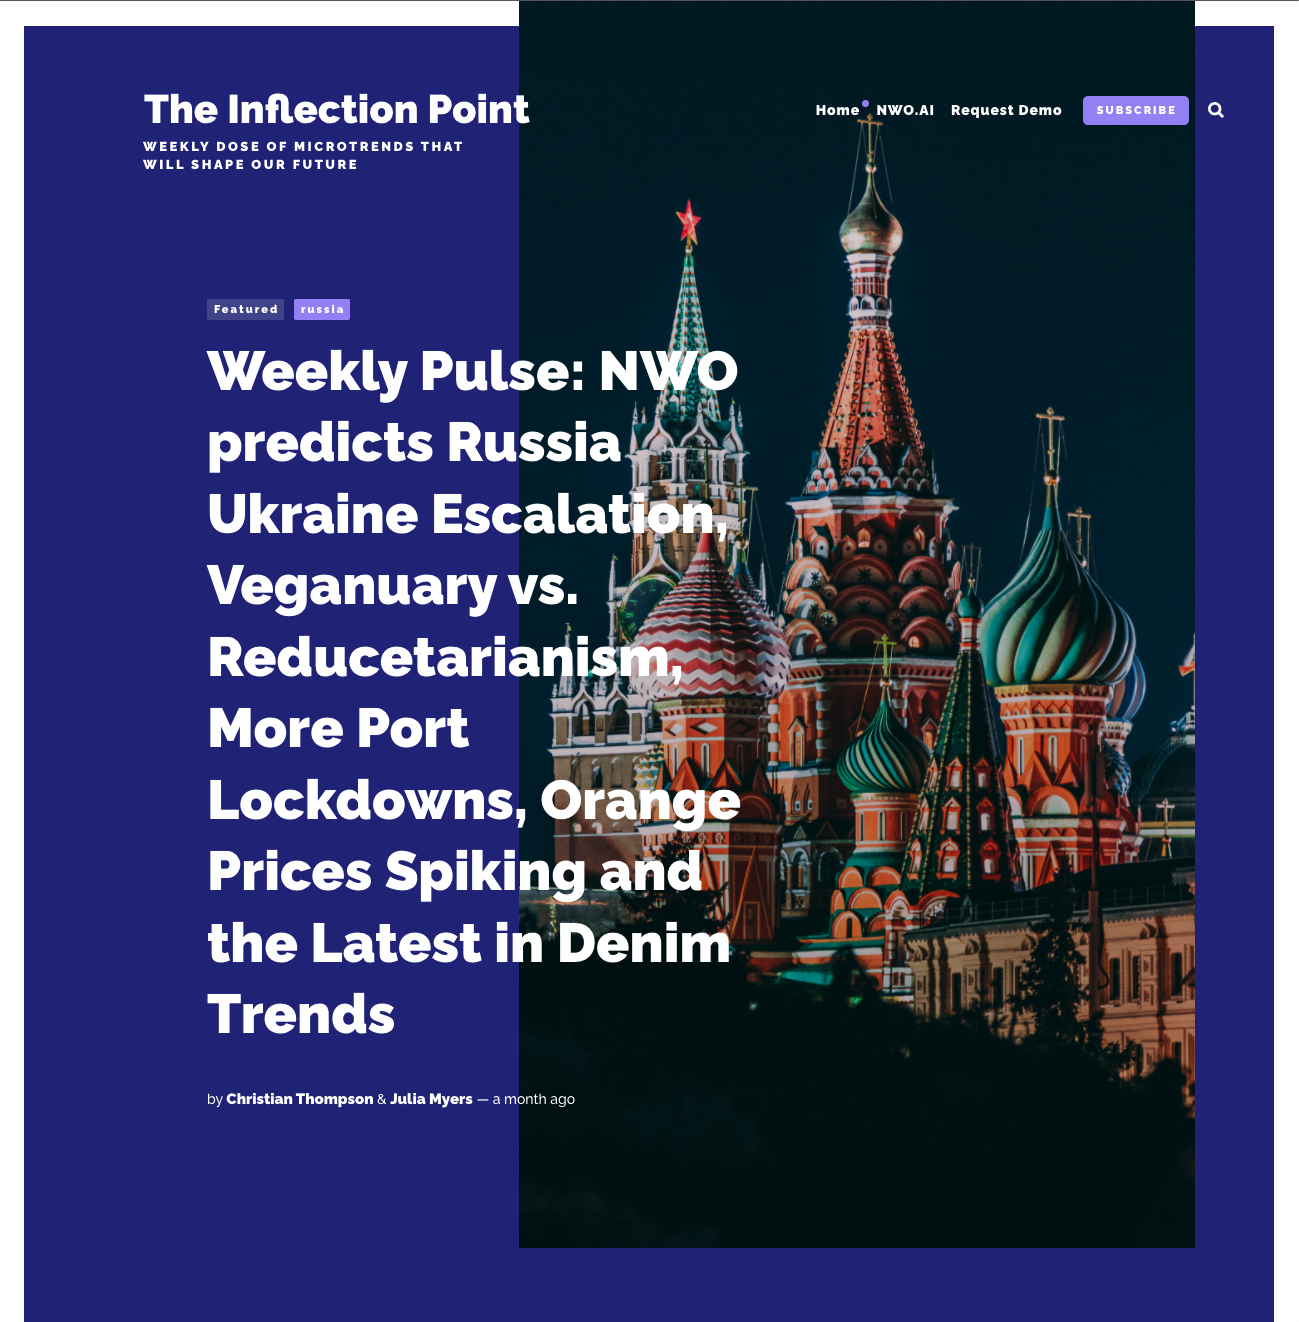 The Inflection Point
WEEKLY DOSE OF MICROTRENDS THAT
WILL SHAPE OUR FUTURE
Home NWO.AI Request Demo SUBSCRIBE
Featured russia
Weekly Pulse: NWO
predicts Russia
Ukraine Escalation,
Veganuary vs.
Reducetarianism,
More Port
Lockdowns, Orange
Prices Spiking and
the Latest in Denim
Trends
by Christian Thompson & Julia Myers — a month ago